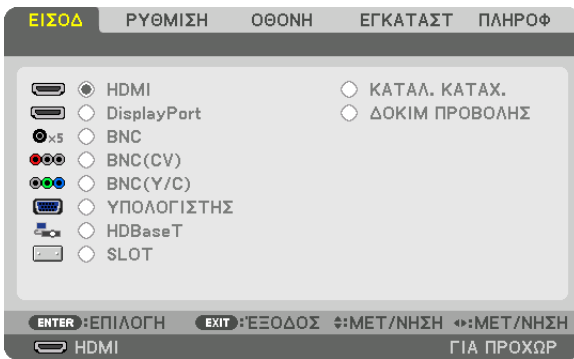 ΕΙΣΟΔ ΡΥΘΜΙΣΗ ΟΘΟΝΗ ΕΓΚΑΤΑΣΤ ΠΛΗΡΟΦ
HDMI ΚΑΤΑΛ. ΚΑΤΑΧ.
DisplayPort ΔΟΚΙΜ ΠΡΟΒΟΛΗΣ
×5 BNC
BNC(CV)
BNC(Y/C)
ΥΠΟΛΟΓΙΣΤΗΣ
HDBaseT
SLOT
ENTER :ΕΠΙΛΟΓΗ EXIT :ΈΞΟΔΟΣ :ΜΕΤ/ΝΗΣΗ :ΜΕΤ/ΝΗΣΗ
HDMI ΓΙΑ ΠΡΟΧΩΡ